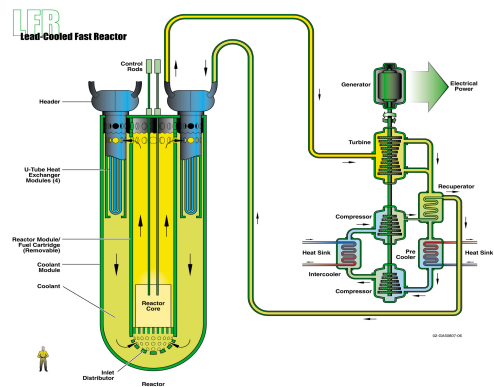 LFR
Lead-Cooled Fast Reactor
Control
Rods
Header
U-Tube Heat
Exchanger
Modules (4)
Reactor Module/
Fuel Cartridge
(Removable)
Coolant
Module
Coolant
Reactor
Core
Inlet
Distributor
Reactor
Generator
Electrical
Power
Turbine
Recuperator
Compressor
Heat Sink
Intercooler
Pre
Cooler
Heat Sink
Compressor
02-GA50807-06